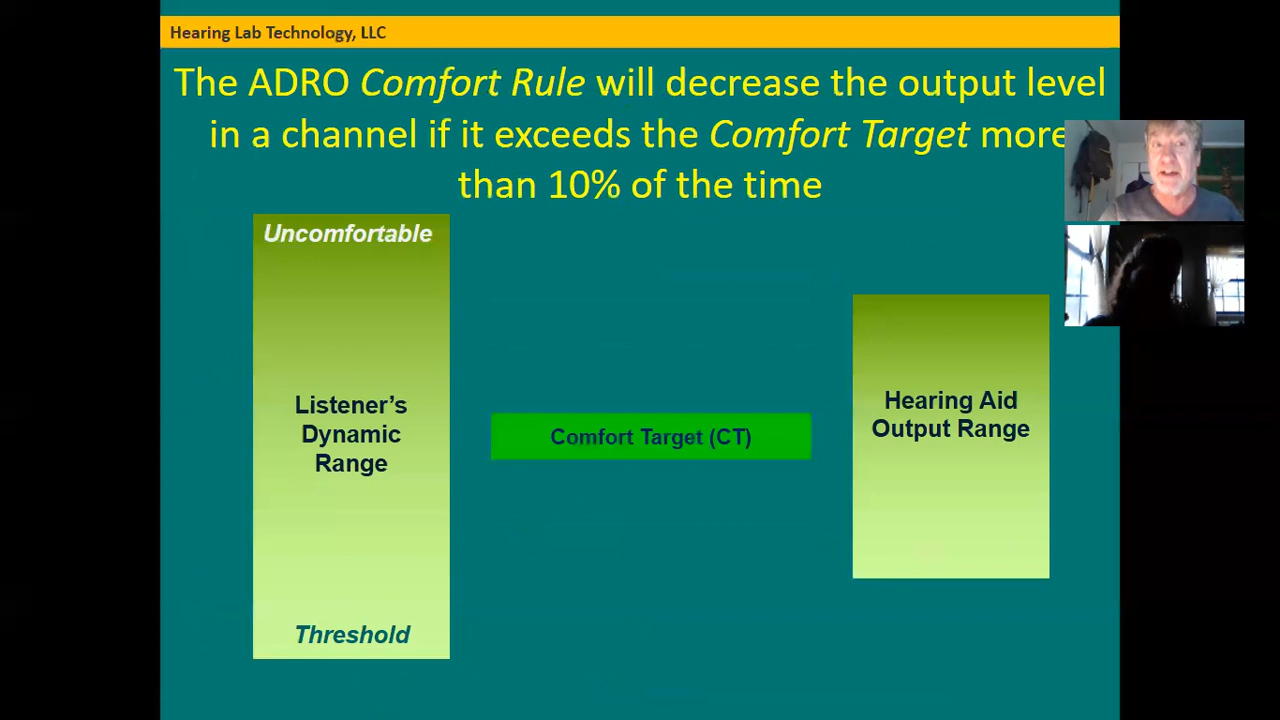 Hearing Lab Technology, LLC
The ADRO Comfort Rule will decrease the output level
in a channel if it exceeds the Comfort Target more
than 10% of the time
Uncomfortable
Listener’s
Dynamic
Range
Threshold
Comfort Target (CT)
Hearing Aid
Output Range